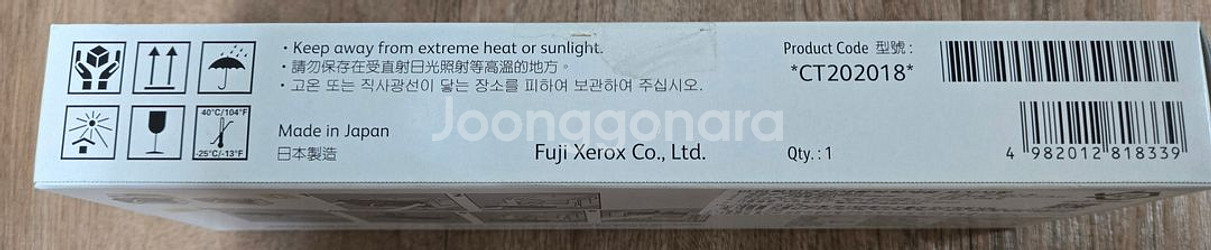 • Keep away from extreme heat or sunlight.
• 請勿保存在受直射日光照射等高溫的地方。
• 고온 또는 직사광선이 닿는 장소를 피하여 보관하여 주십시오.
Product Code 型號 :
*CT202018*
40°C/104°F
-25°C/-13°F
Made in Japan
日本製造
Fuji Xerox Co., Ltd.
Qty. : 1
4 982012 818339
Joonggonara